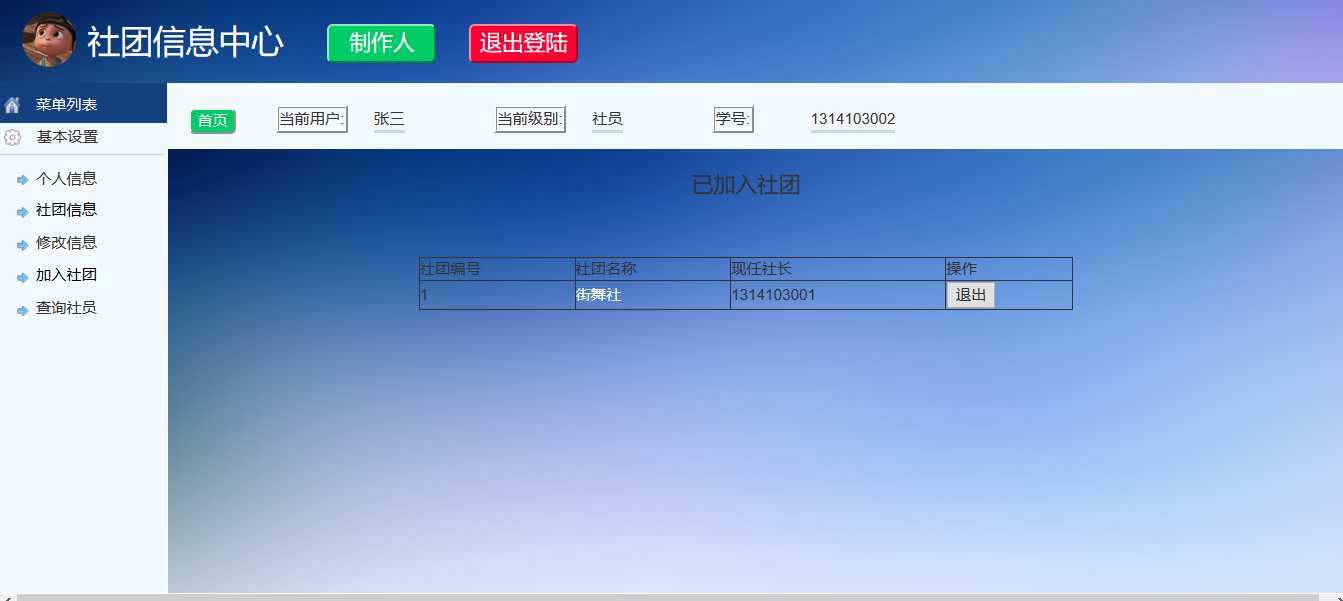 社团信息中心 制作人 退出登陆
菜单列表
基本设置
个人信息
社团信息
修改信息
加入社团
查询社员
首页 当前用户: 张三 当前级别: 社员 学号: 1314103002
已加入社团
社团编号 社团名称 现任社长 操作
1 街舞社 1314103001 退出